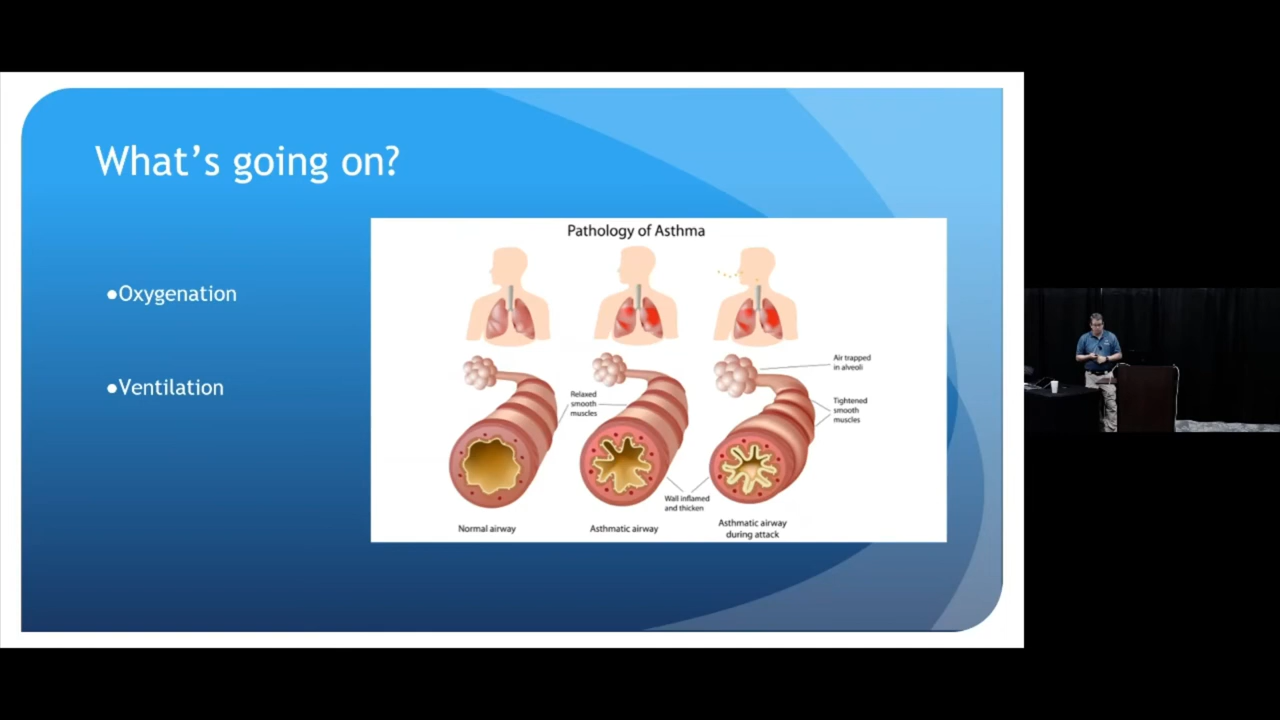 What's going on?
●Oxygenation
●Ventilation
Pathology of Asthma
Air trapped
in alveoli
Relaxed
smooth
muscles
Tightened
smooth
muscles
Wall inflamed
and thicken
Normal airway
Asthmatic airway
Asthmatic airway
during attack